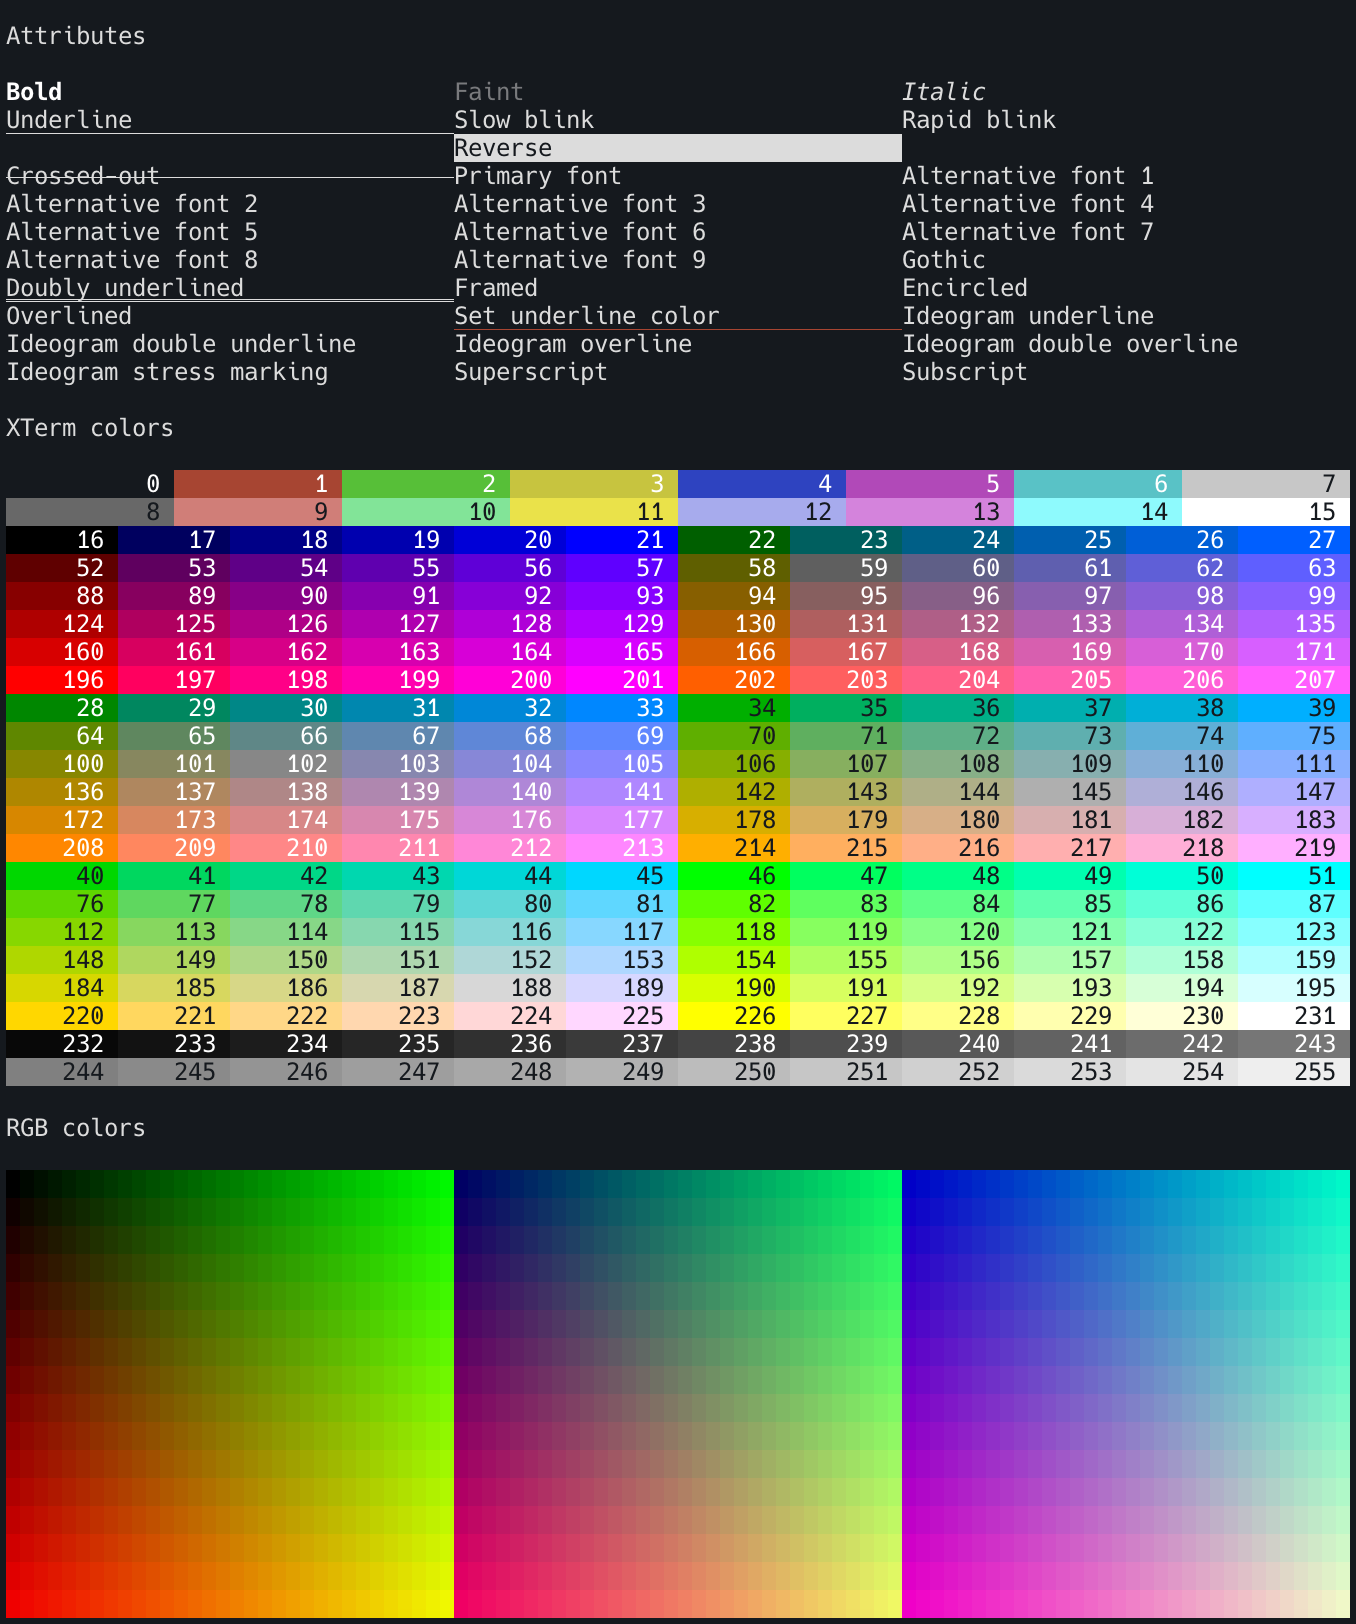 Attributes
Bold Faint Italic
Underline Slow blink Rapid blink
Reverse
Crossed-out Primary font Alternative font 1
Alternative font 2 Alternative font 3 Alternative font 4
Alternative font 5 Alternative font 6 Alternative font 7
Alternative font 8 Alternative font 9 Gothic
Doubly underlined Framed Encircled
Overlined Set underline color Ideogram underline
Ideogram double underline Ideogram overline Ideogram double overline
Ideogram stress marking Superscript Subscript
XTerm colors
0 1 2 3 4 5 6 7
8 9 10 11 12 13 14 15
16 17 18 19 20 21 22 23 24 25 26 27
52 53 54 55 56 57 58 59 60 61 62 63
88 89 90 91 92 93 94 95 96 97 98 99
124 125 126 127 128 129 130 131 132 133 134 135
160 161 162 163 164 165 166 167 168 169 170 171
196 197 198 199 200 201 202 203 204 205 206 207
28 29 30 31 32 33 34 35 36 37 38 39
64 65 66 67 68 69 70 71 72 73 74 75
100 101 102 103 104 105 106 107 108 109 110 111
136 137 138 139 140 141 142 143 144 145 146 147
172 173 174 175 176 177 178 179 180 181 182 183
208 209 210 211 212 213 214 215 216 217 218 219
40 41 42 43 44 45 46 47 48 49 50 51
76 77 78 79 80 81 82 83 84 85 86 87
112 113 114 115 116 117 118 119 120 121 122 123
148 149 150 151 152 153 154 155 156 157 158 159
184 185 186 187 188 189 190 191 192 193 194 195
220 221 222 223 224 225 226 227 228 229 230 231
232 233 234 235 236 237 238 239 240 241 242 243
244 245 246 247 248 249 250 251 252 253 254 255
RGB colors